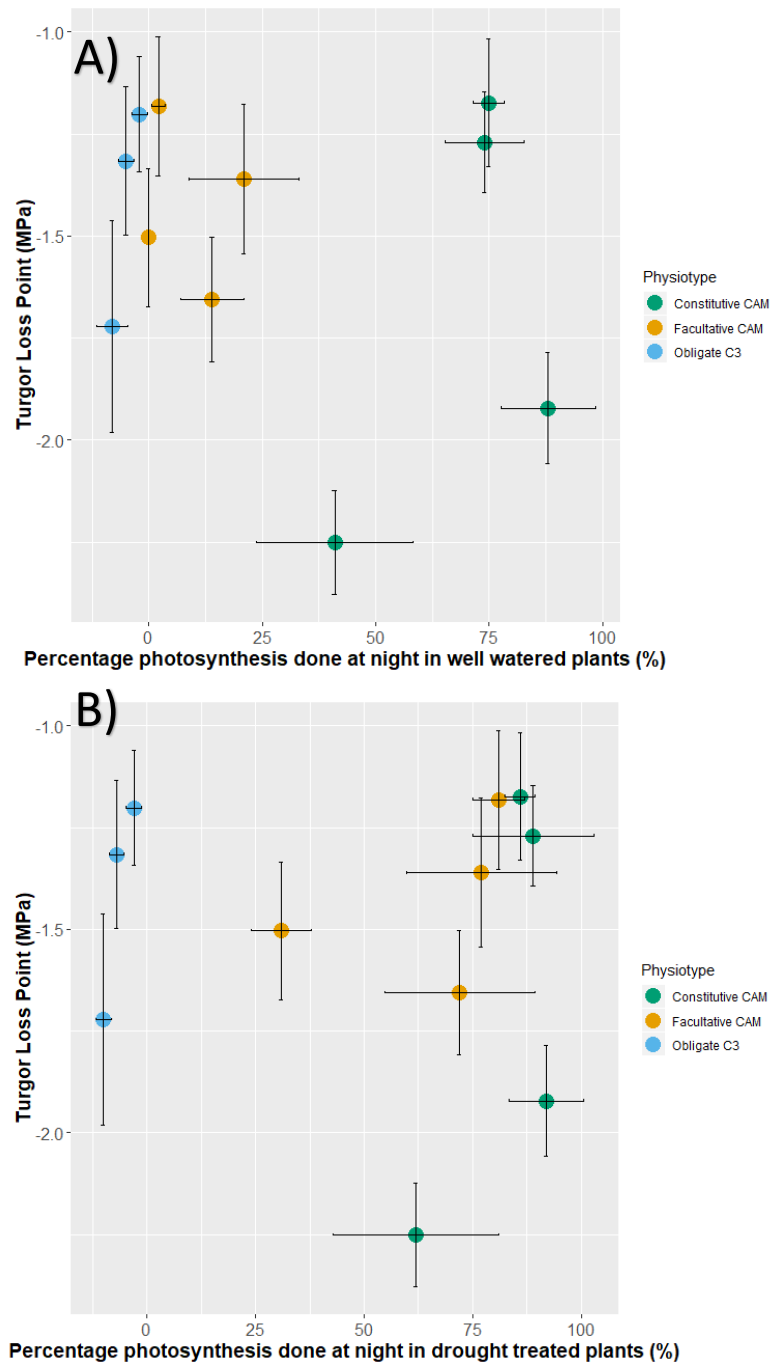 A)
-1.0
-1.5
-2.0
Turgor Loss Point (MPa)
0 25 50 75 100
Percentage photosynthesis done at night in well watered plants (%)
Physiotype
Constitutive CAM
Facultative CAM
Obligate C3
B)
-1.0
-1.5
-2.0
Turgor Loss Point (MPa)
0 25 50 75 100
Percentage photosynthesis done at night in drought treated plants (%)
Physiotype
Constitutive CAM
Facultative CAM
Obligate C3